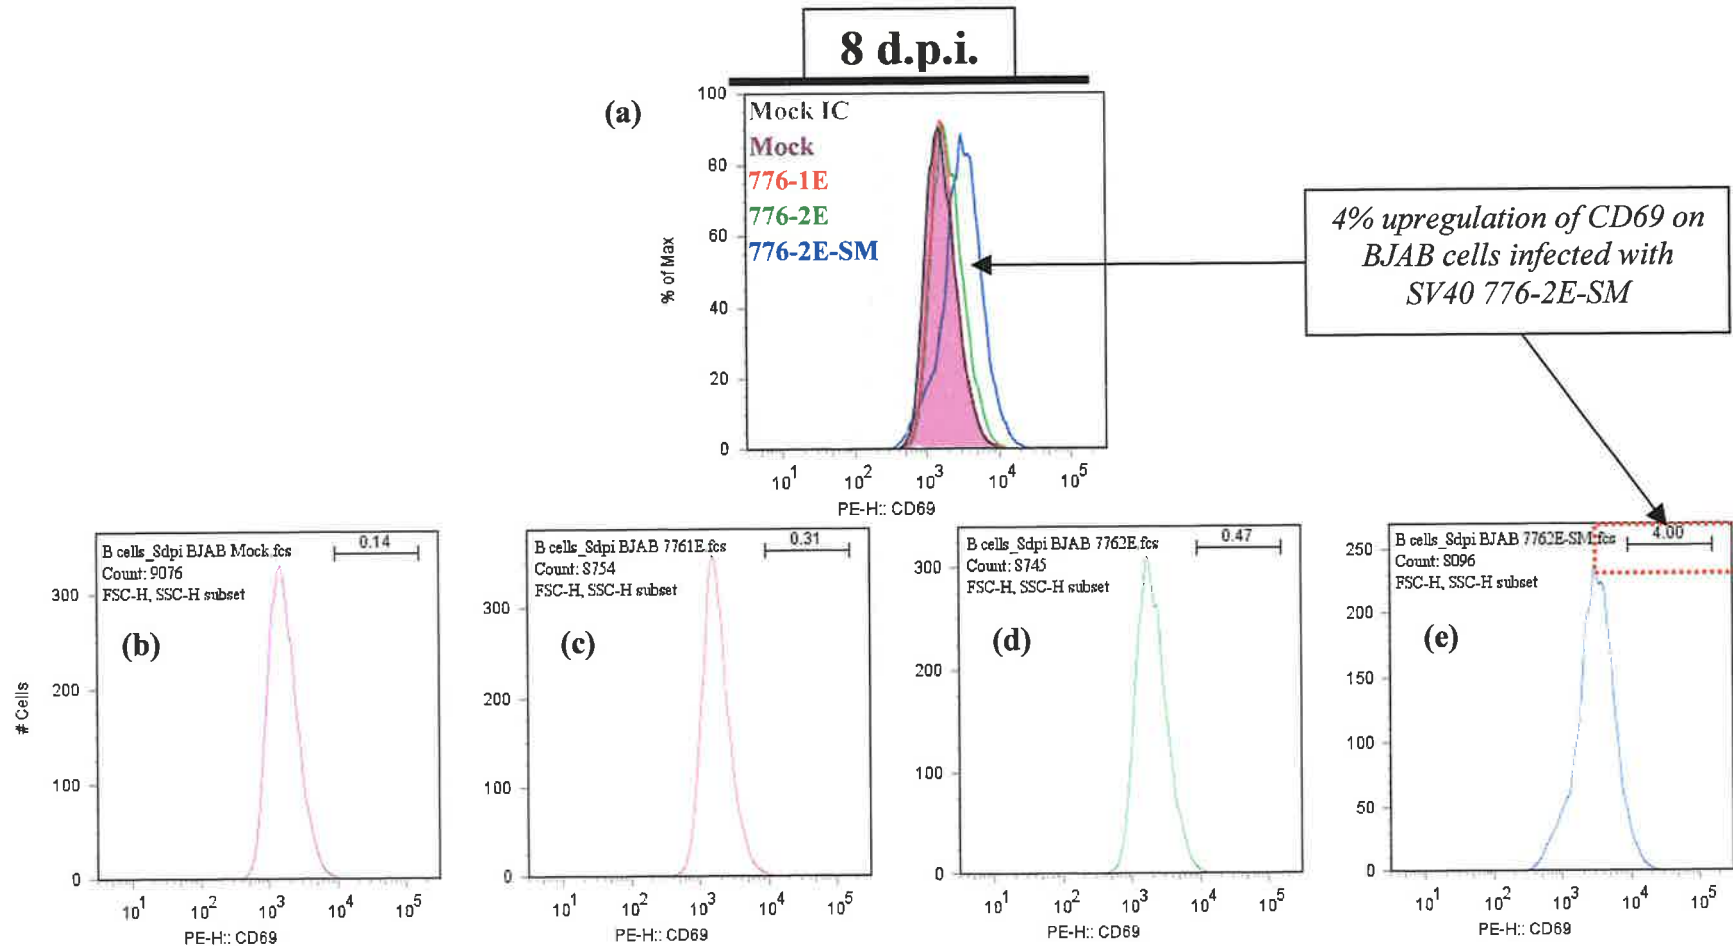 8 d.p.i.
(a)
100
80
60
40
20
0
% of Max
Mock IC
Mock
776-1E
776-2E
776-2E-SM
10^1 10^2 10^3 10^4 10^5
PE-H:: CD69
4% upregulation of CD69 on
BJAB cells infected with
SV40 776-2E-SM
B cells_8dpi BJAB Mock.fcs
Count: 9076
FSC-H, SSC-H subset
0.14
(b)
300
200
100
0
# Cells
10^1 10^2 10^3 10^4 10^5
PE-H:: CD69
B cells_8dpi BJAB 7761E.fcs
Count: 8754
FSC-H, SSC-H subset
0.31
(c)
300
200
100
0
10^1 10^2 10^3 10^4 10^5
PE-H:: CD69
B cells_8dpi BJAB 7762E.fcs
Count: 8745
FSC-H, SSC-H subset
0.47
(d)
300
200
100
0
10^1 10^2 10^3 10^4 10^5
PE-H:: CD69
B cells_8dpi BJAB 7762E-SM.fcs
Count: 8096
FSC-H, SSC-H subset
4.00
(e)
250
200
150
100
50
0
10^1 10^2 10^3 10^4 10^5
PE-H:: CD69